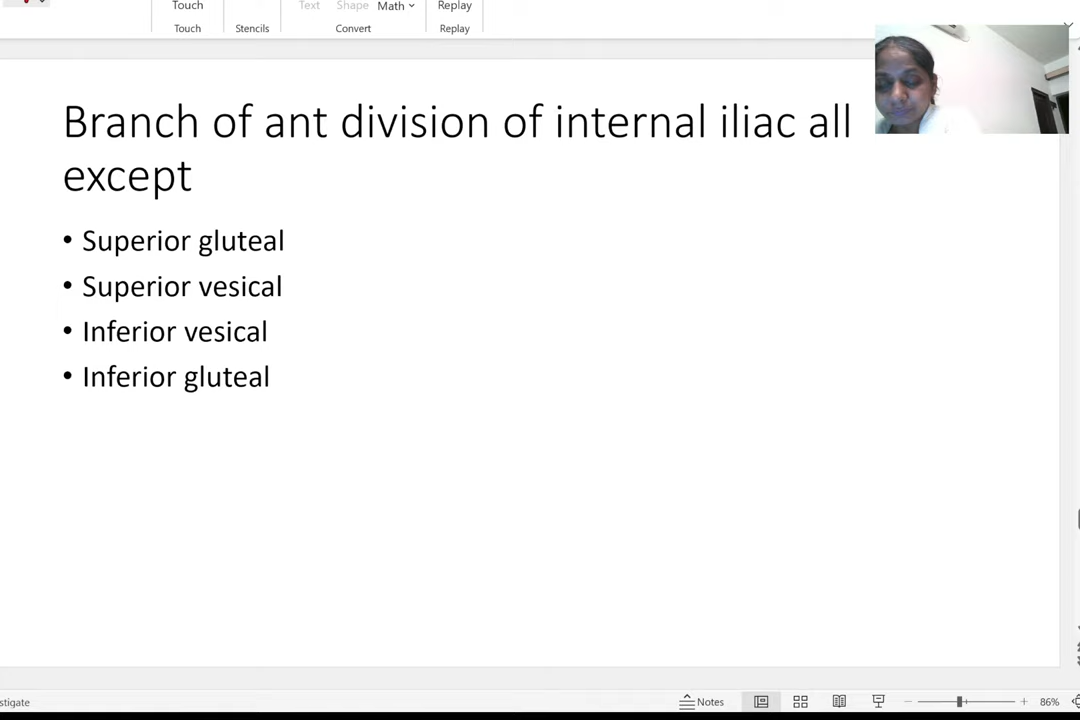 Touch Text Shape Math Replay
Touch Stencils Convert Replay
Branch of ant division of internal iliac all
except
• Superior gluteal
• Superior vesical
• Inferior vesical
• Inferior gluteal
stigate Notes 86%